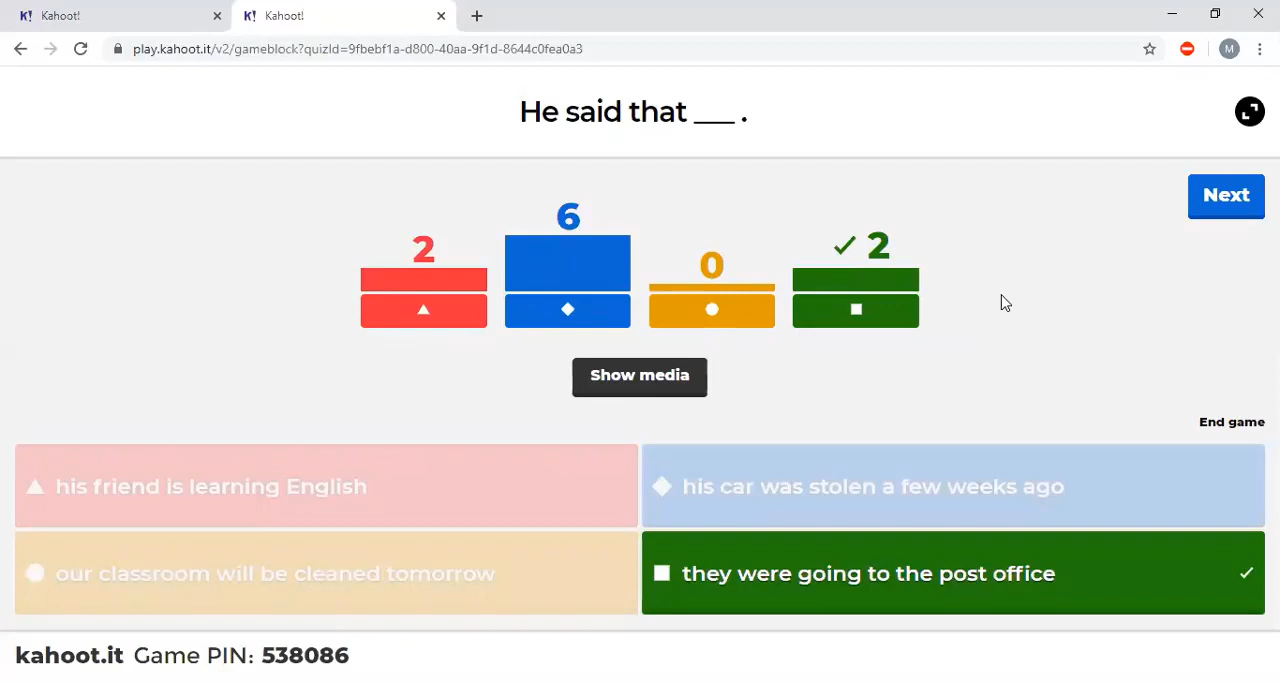 K! Kahoot!
K! Kahoot!
play.kahoot.it/v2/gameblock?quizId=9fbebf1a-d800-40aa-9f1d-8644c0fea0a3
M
He said that ___ .
Next
2
6
0
2
Show media
End game
his friend is learning English
his car was stolen a few weeks ago
our classroom will be cleaned tomorrow
they were going to the post office
kahoot.it Game PIN: 538086